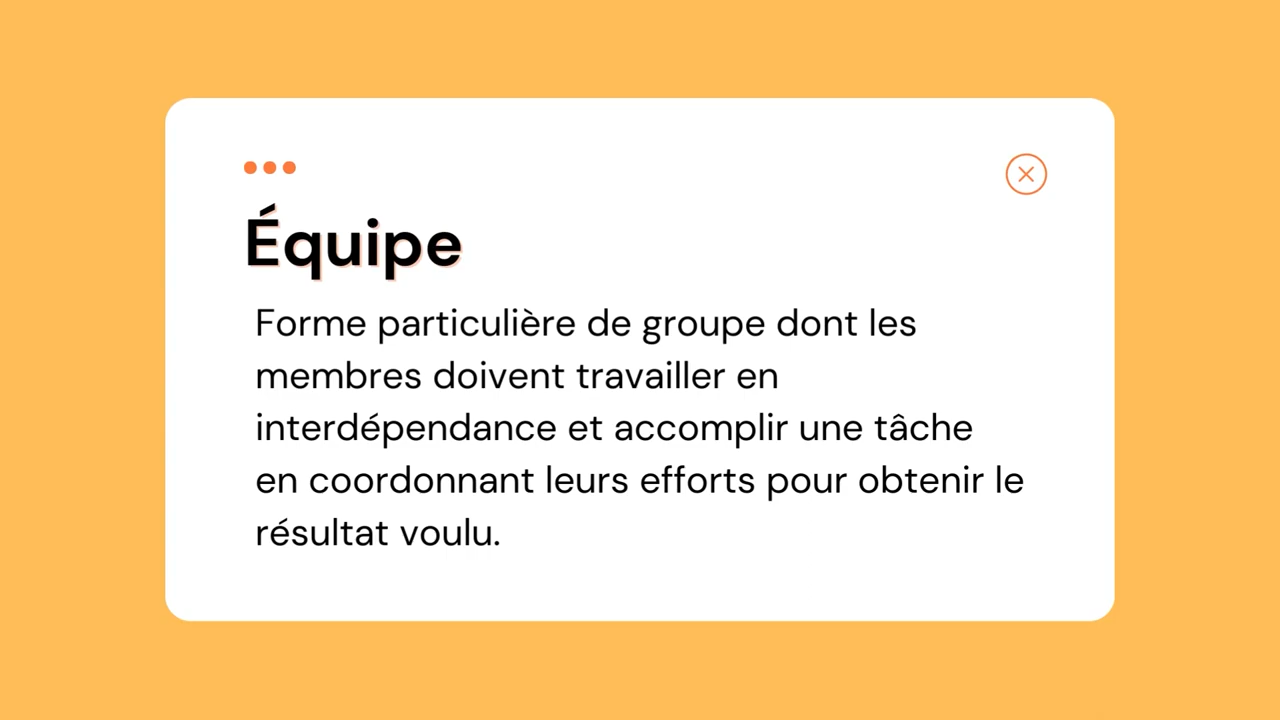 Équipe
Forme particulière de groupe dont les
membres doivent travailler en
interdépendance et accomplir une tâche
en coordonnant leurs efforts pour obtenir le
résultat voulu.